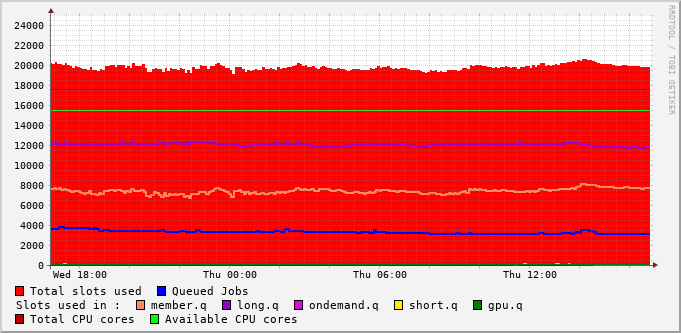 RRDTOOL / TOBI OETIKER
24000
22000
20000
18000
16000
14000
12000
10000
8000
6000
4000
2000
0
Wed 18:00 Thu 00:00 Thu 06:00 Thu 12:00
Total slots used Queued Jobs
Slots used in : member.q long.q ondemand.q short.q gpu.q
Total CPU cores Available CPU cores